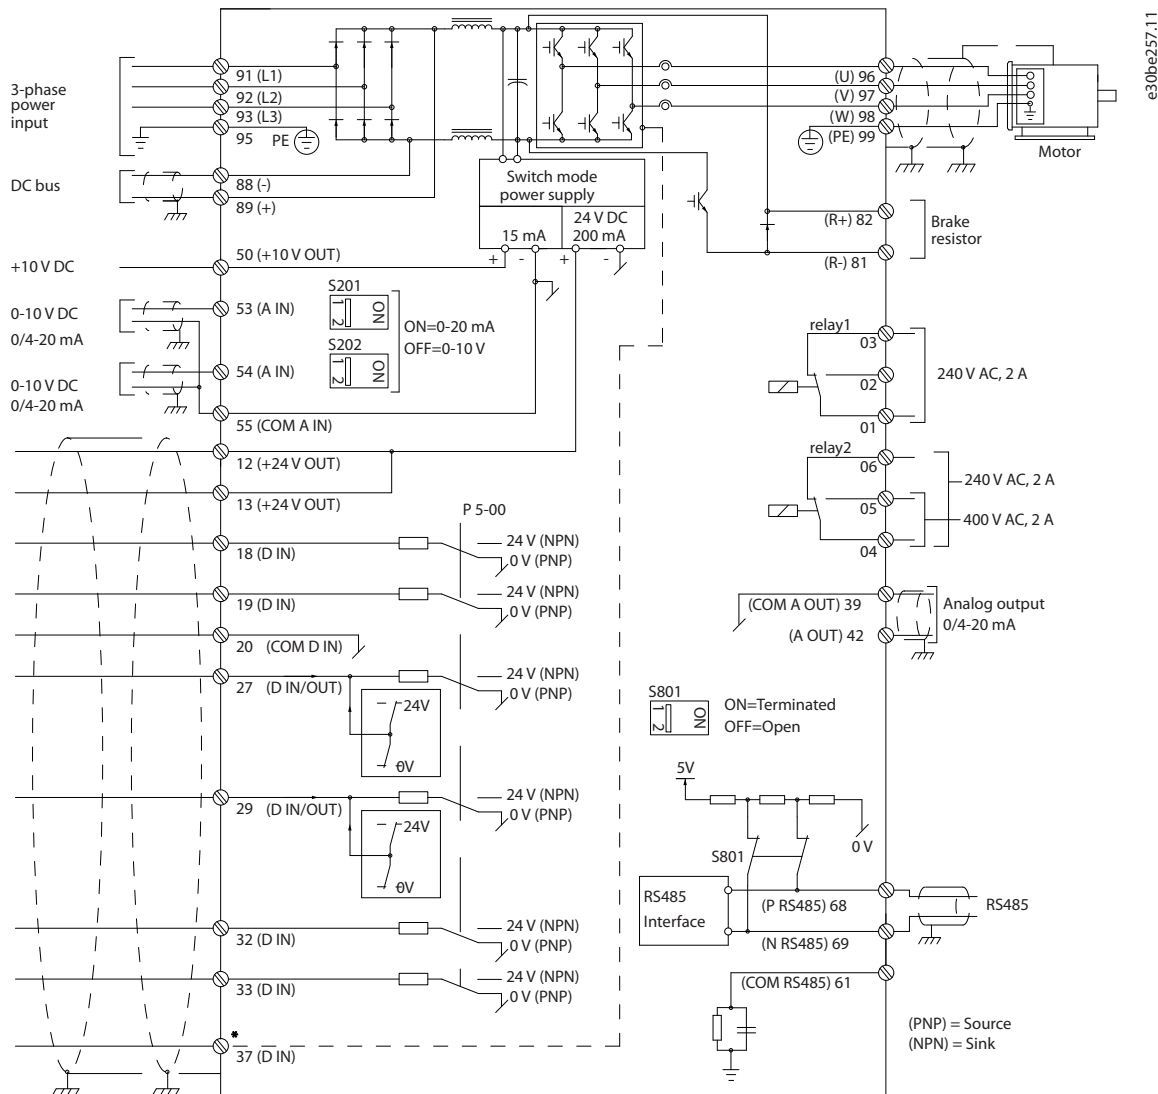 e30be257.11
3-phase
power
input
91 (L1)
92 (L2)
93 (L3)
95
PE
DC bus
88 (-)
89 (+)
+10 V DC
50 (+10 V OUT)
0-10 V DC
0/4-20 mA
53 (A IN)
0-10 V DC
0/4-20 mA
54 (A IN)
55 (COM A IN)
12 (+24 V OUT)
13 (+24 V OUT)
18 (D IN)
19 (D IN)
20 (COM D IN)
27 (D IN/OUT)
29 (D IN/OUT)
32 (D IN)
33 (D IN)
*
37 (D IN)
S201
1 2
ON
S202
1 2
ON
ON=0-20 mA
OFF=0-10 V
Switch mode
power supply
15 mA
24 V DC
200 mA
+ - + -
P 5-00
24 V (NPN)
0 V (PNP)
24 V (NPN)
0 V (PNP)
24 V (NPN)
0 V (PNP)
24V
0V
24 V (NPN)
0 V (PNP)
24V
0V
24 V (NPN)
0 V (PNP)
24 V (NPN)
0 V (PNP)
(U) 96
(V) 97
(W) 98
(PE) 99
Motor
(R+) 82
(R-) 81
Brake
resistor
relay1
03
02
01
240 V AC, 2 A
relay2
06
05
04
240 V AC, 2 A
400 V AC, 2 A
(COM A OUT) 39
(A OUT) 42
Analog output
0/4-20 mA
S801
1 2
ON
ON=Terminated
OFF=Open
5V
S801
0 V
RS485
Interface
(P RS485) 68
(N RS485) 69
RS485
(COM RS485) 61
(PNP) = Source
(NPN) = Sink